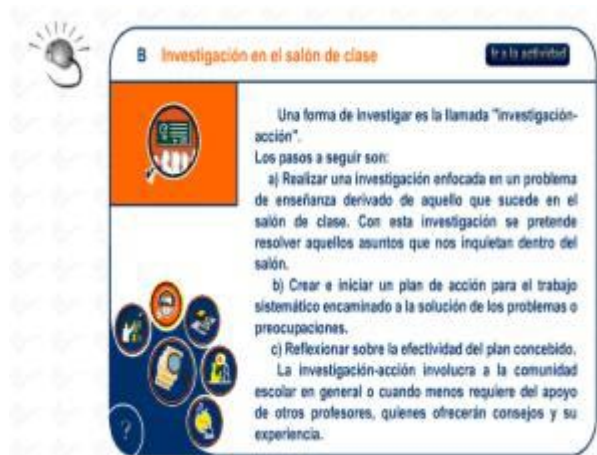 B Investigación en el salón de clase
Ir a la actividad
Una forma de investigar es la llamada "investigación-
acción".
Los pasos a seguir son:
a) Realizar una investigación enfocada en un problema
de enseñanza derivado de aquello que sucede en el
salón de clase. Con esta investigación se pretende
resolver aquellos asuntos que nos inquietan dentro del
salón.
b) Crear e iniciar un plan de acción para el trabajo
sistemático encaminado a la solución de los problemas o
preocupaciones.
c) Reflexionar sobre la efectividad del plan concebido.
La investigación-acción involucra a la comunidad
escolar en general o cuando menos requiere del apoyo
de otros profesores, quienes ofrecerán consejos y su
experiencia.
?